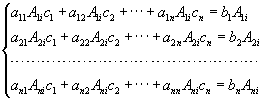 a₁₁A₁ᵢc₁ + a₁₂A₁ᵢc₂ + ⋯ + a₁ₙA₁ᵢcₙ = b₁A₁ᵢ
a₂₁A₂ᵢc₁ + a₂₂A₂ᵢc₂ + ⋯ + a₂ₙA₂ᵢcₙ = b₂A₂ᵢ
⋯⋯⋯⋯⋯⋯⋯⋯⋯⋯⋯⋯⋯⋯⋯⋯
aₙ₁Aₙᵢc₁ + aₙ₂Aₙᵢc₂ + ⋯ + aₙₙAₙᵢcₙ = bₙAₙᵢ